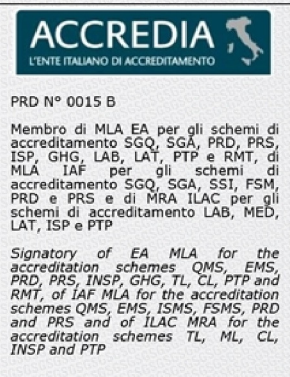 ACCREDIA
L'ENTE ITALIANO DI ACCREDITAMENTO
PRD N° 0015 B
Membro di MLA EA per gli schemi di
accreditamento SGQ, SGA, PRD, PRS,
ISP, GHG, LAB, LAT, PTP e RMT, di
MLA IAF per gli schemi di
accreditamento SGQ, SGA, SSI, FSM,
PRD e PRS e di MRA ILAC per gli
schemi di accreditamento LAB, MED,
LAT, ISP e PTP
Signatory of EA MLA for the
accreditation schemes QMS, EMS,
PRD, PRS, INSP, GHG, TL, CL, PTP and
RMT, of IAF MLA for the accreditation
schemes QMS, EMS, ISMS, FSMS, PRD
and PRS and of ILAC MRA for the
accreditation schemes TL, ML, CL,
INSP and PTP